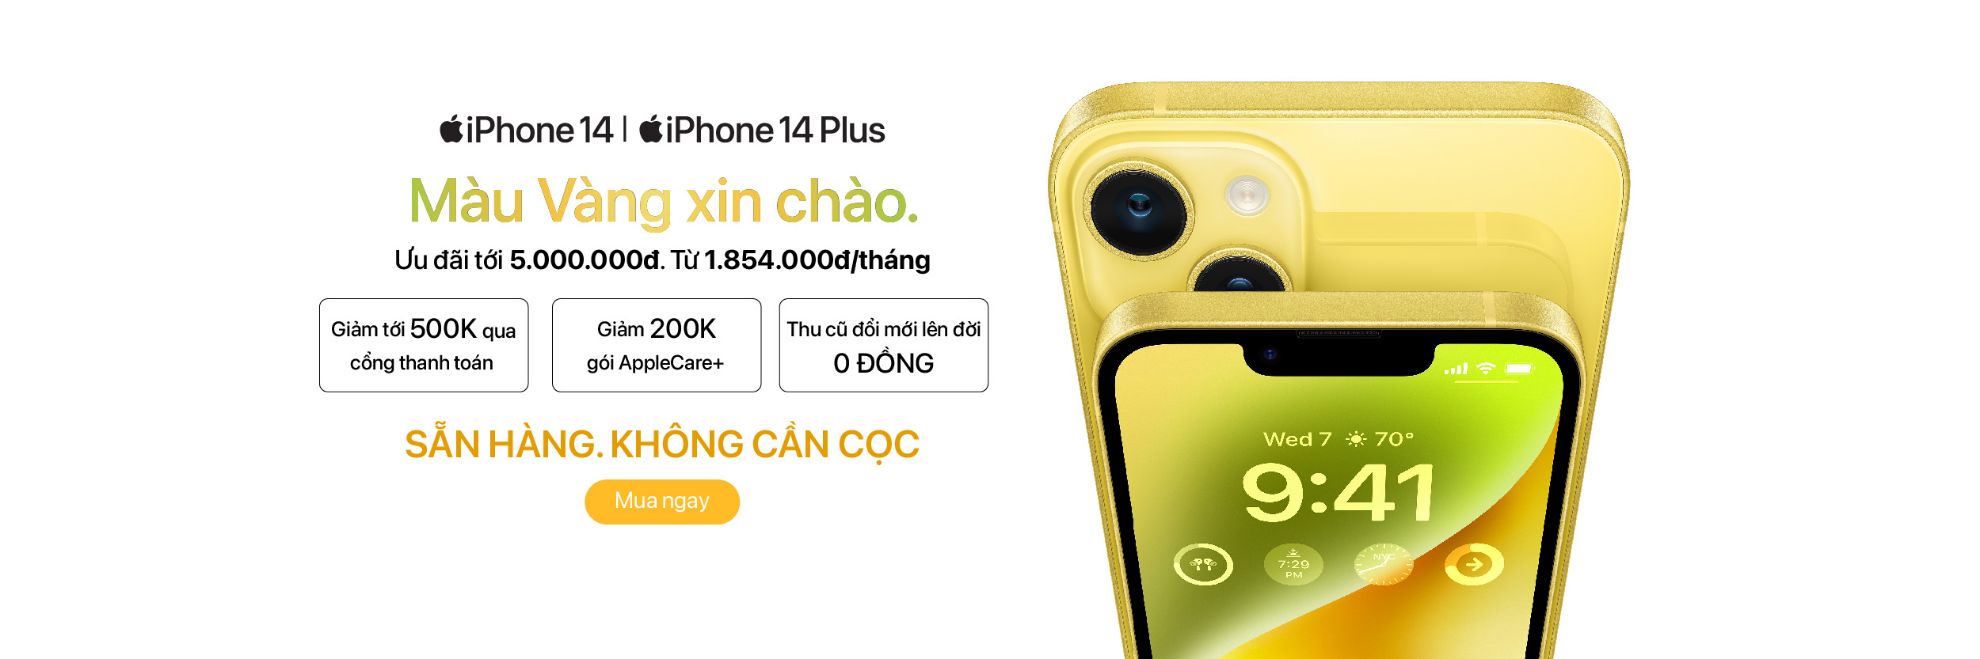 iPhone 14 | iPhone 14 Plus
Màu Vàng xin chào.
Ưu đãi tới 5.000.000đ. Từ 1.854.000đ/tháng
Giảm tới 500K qua
cổng thanh toán
Giảm 200K
gói AppleCare+
Thu cũ đổi mới lên đời
0 ĐỒNG
SẴN HÀNG. KHÔNG CẦN CỌC
Mua ngay
Wed 7 70°
9:41
7:29
PM
NYC